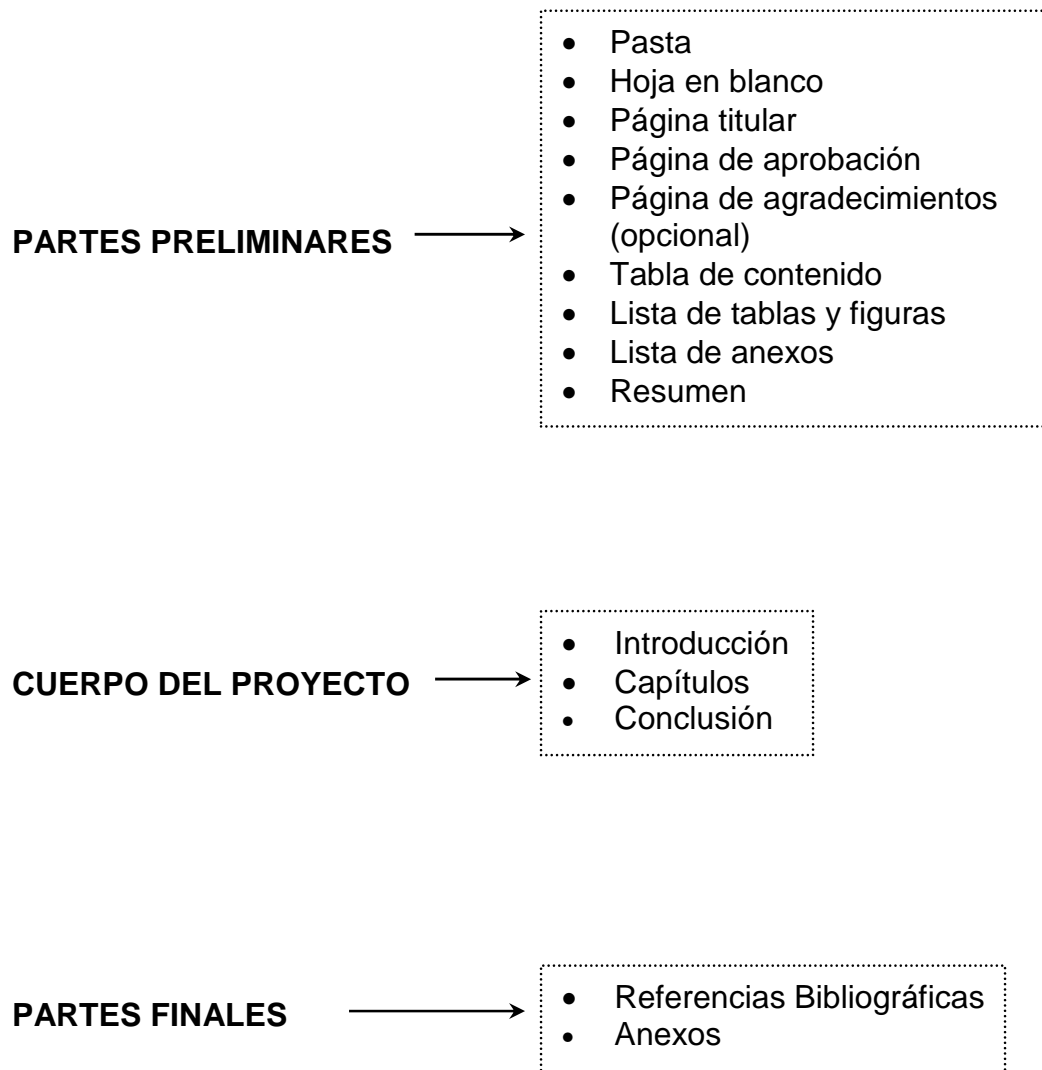 • Pasta
• Hoja en blanco
• Página titular
• Página de aprobación
• Página de agradecimientos
(opcional)
• Tabla de contenido
• Lista de tablas y figuras
• Lista de anexos
• Resumen
PARTES PRELIMINARES
• Introducción
• Capítulos
• Conclusión
CUERPO DEL PROYECTO
• Referencias Bibliográficas
• Anexos
PARTES FINALES